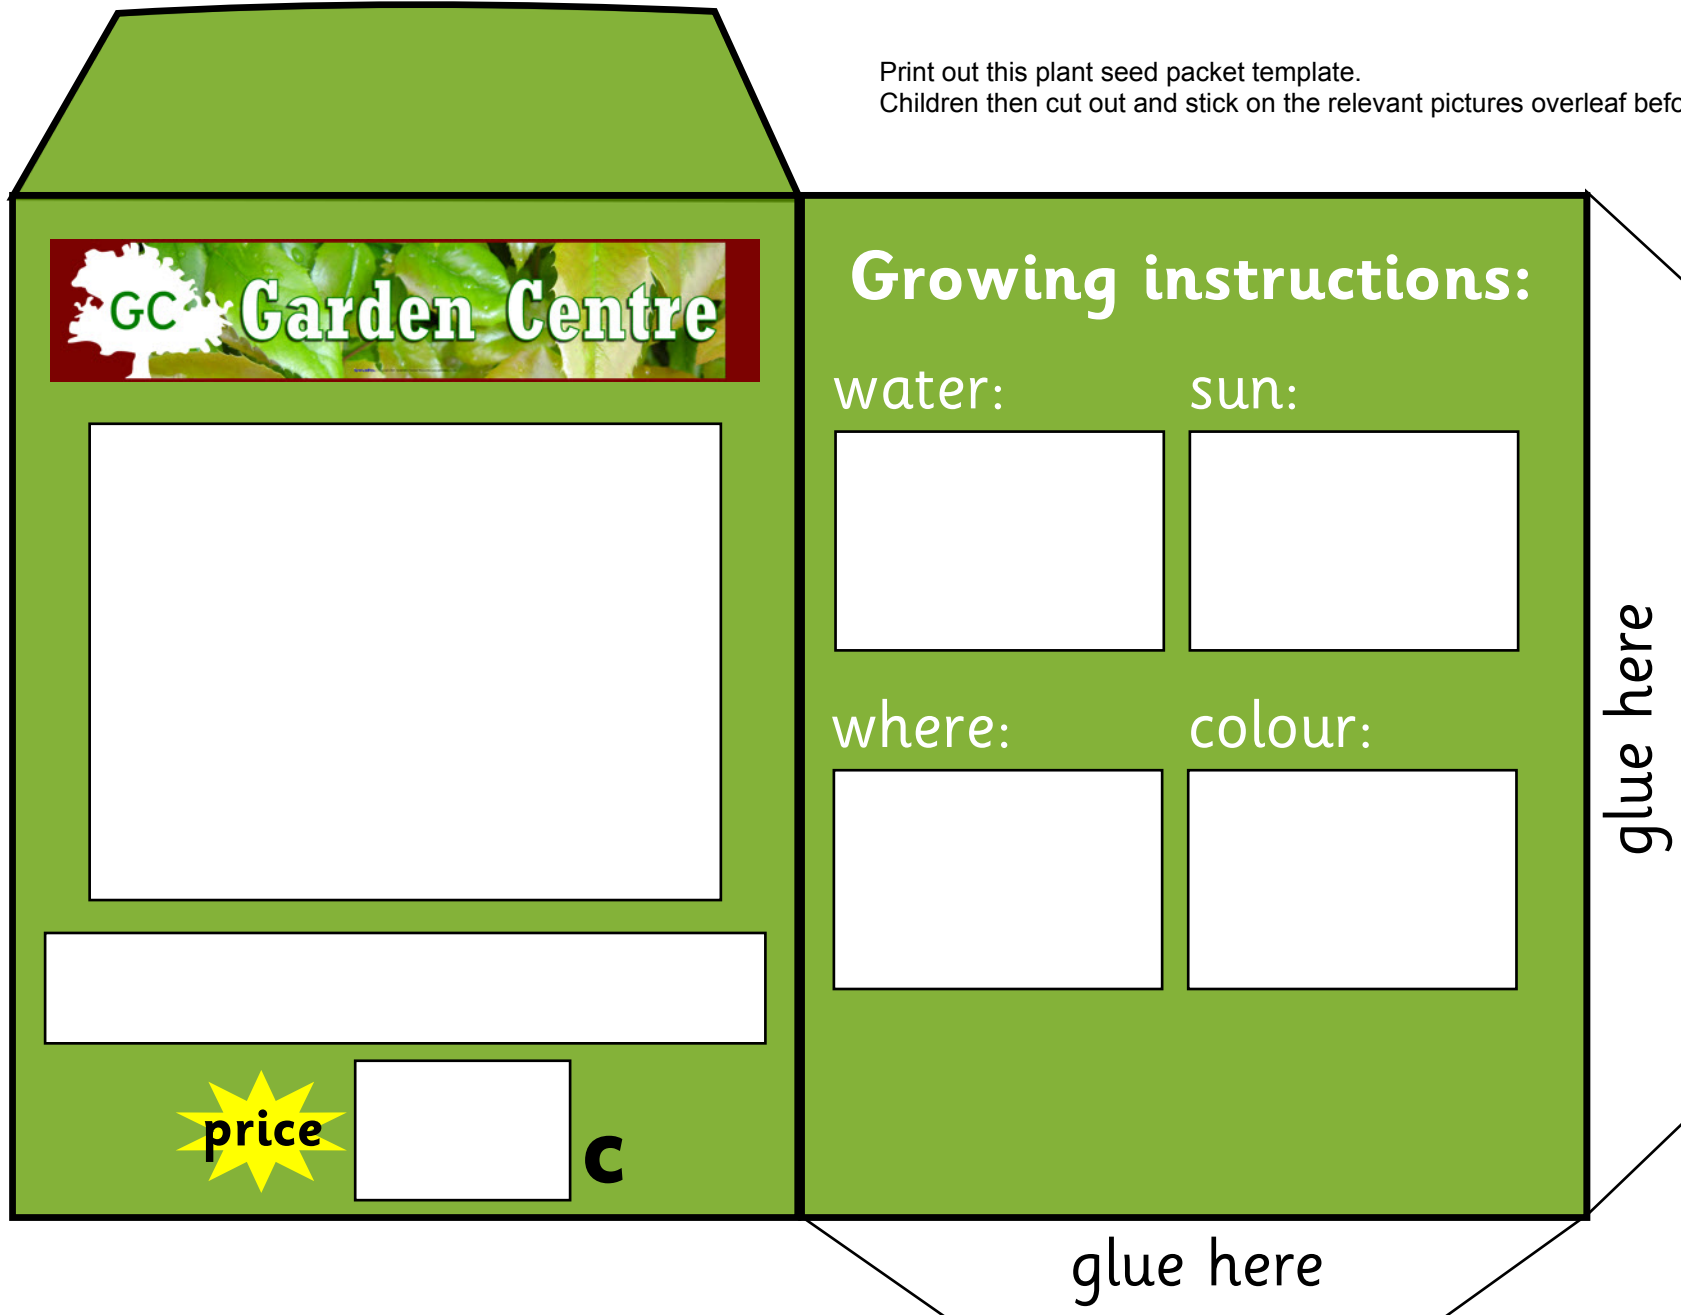 Print out this plant seed packet template.
Children then cut out and stick on the relevant pictures overleaf befo
GC Garden Centre
Growing instructions:
water: sun:
where: colour:
glue here
price c
glue here